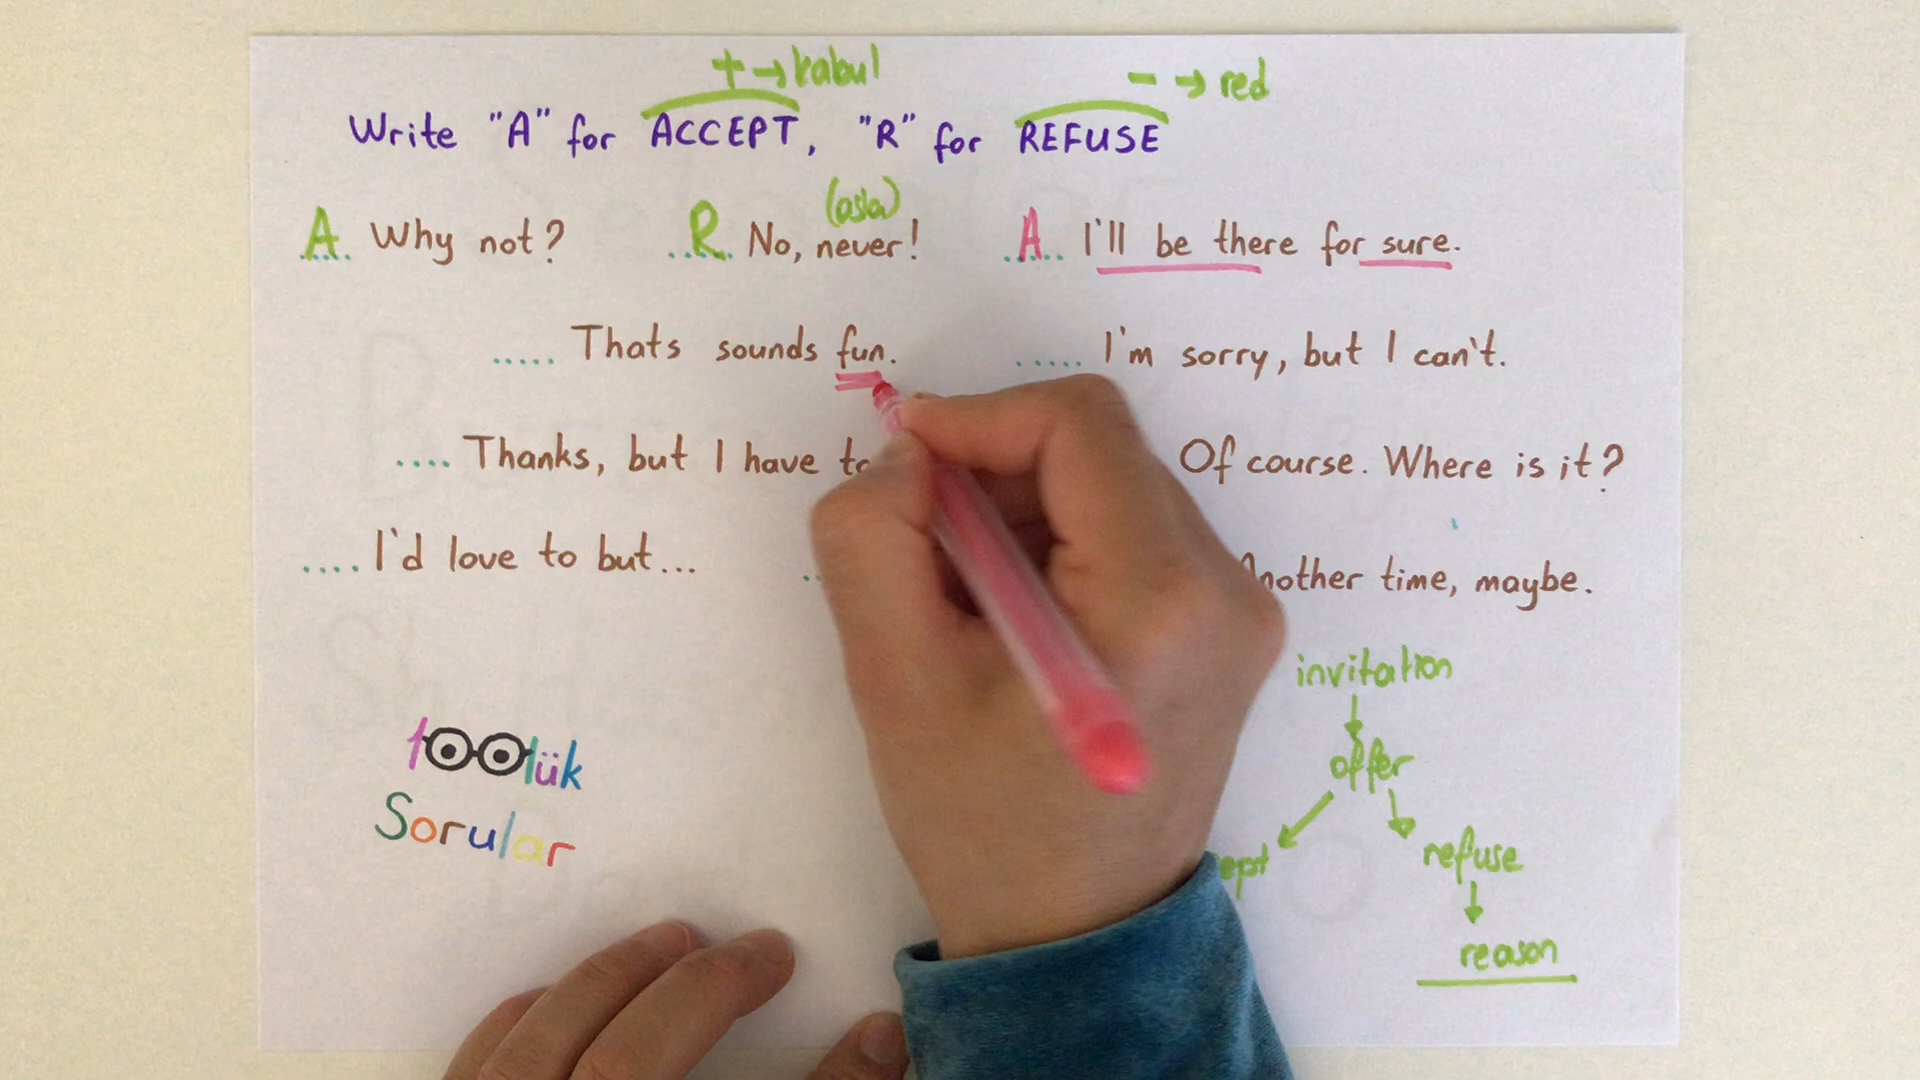 + → kabul - → red
Write "A" for ACCEPT, "R" for REFUSE
(asla)
A Why not? R No, never! A I'll be there for sure.
..... Thats sounds fun. ..... I'm sorry, but I can't.
.... Thanks, but I have Of course. Where is it?
.... I'd love to but... Another time, maybe.
invitation
offer
refuse
reason
100lük
Sorular